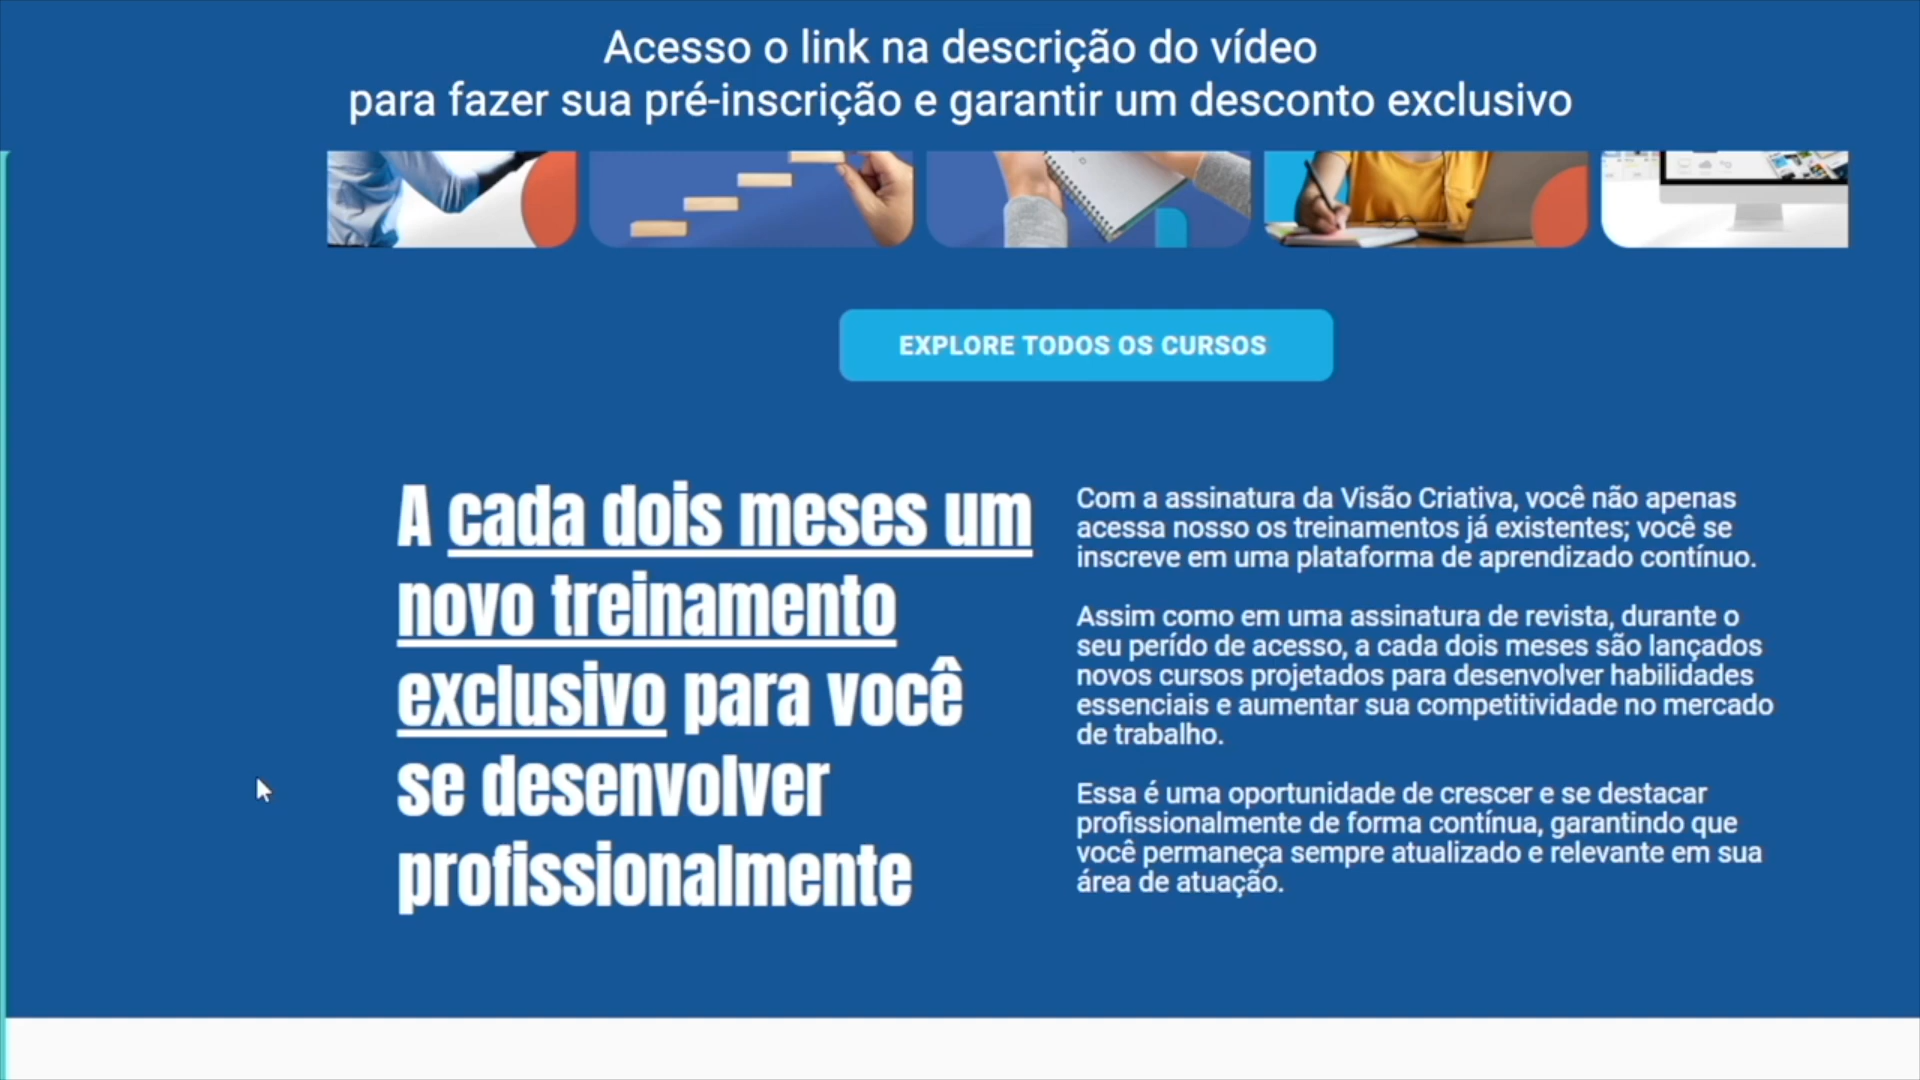 Acesso o link na descrição do vídeo
para fazer sua pré-inscrição e garantir um desconto exclusivo
EXPLORE TODOS OS CURSOS
A cada dois meses um
novo treinamento
exclusivo para você
se desenvolver
profissionalmente
Com a assinatura da Visão Criativa, você não apenas
acessa nosso os treinamentos já existentes; você se
inscreve em uma plataforma de aprendizado contínuo.
Assim como em uma assinatura de revista, durante o
seu perído de acesso, a cada dois meses são lançados
novos cursos projetados para desenvolver habilidades
essenciais e aumentar sua competitividade no mercado
de trabalho.
Essa é uma oportunidade de crescer e se destacar
profissionalmente de forma contínua, garantindo que
você permaneça sempre atualizado e relevante em sua
área de atuação.